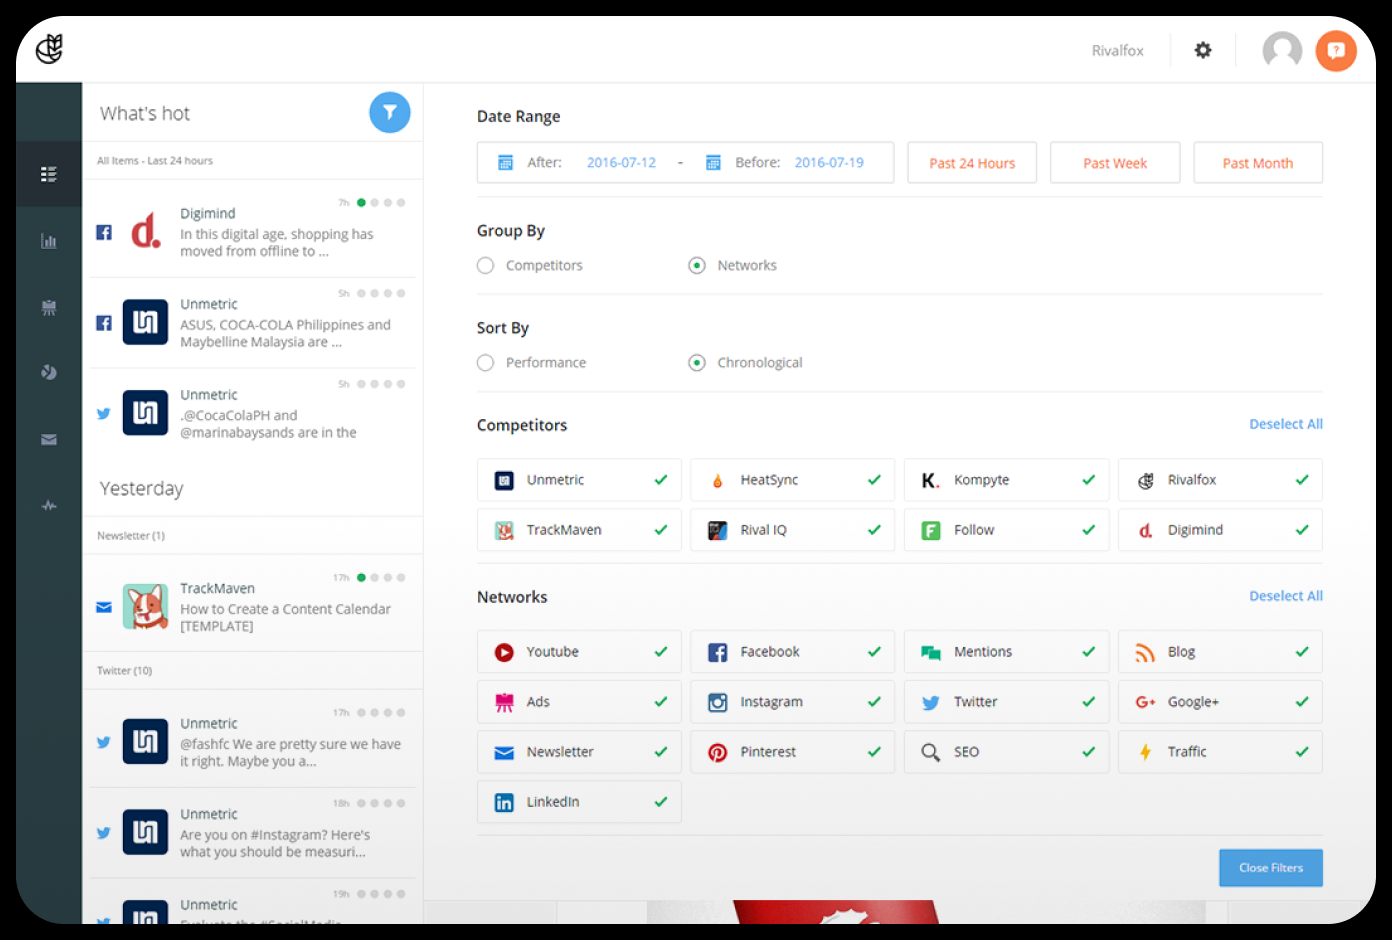 Rivalfox
What's hot
All Items - Last 24 hours
7h
Digimind
In this digital age, shopping has
moved from offline to ...
5h
Unmetric
ASUS, COCA-COLA Philippines and
Maybelline Malaysia are ...
5h
Unmetric
.@CocaColaPH and
@marinabaysands are in the
Yesterday
Newsletter (1)
17h
TrackMaven
How to Create a Content Calendar
[TEMPLATE]
Twitter (10)
17h
Unmetric
@fashfc We are pretty sure we have
it right. Maybe you a...
18h
Unmetric
Are you on #Instagram? Here's
what you should be measuri...
19h
Unmetric
Evaluate the #SocialMedia
Date Range
After: 2016-07-12 - Before: 2016-07-19
Past 24 Hours
Past Week
Past Month
Group By
Competitors
Networks
Sort By
Performance
Chronological
Competitors
Deselect All
Unmetric
HeatSync
K. Kompyte
Rivalfox
TrackMaven
Rival IQ
F Follow
d. Digimind
Networks
Deselect All
Youtube
Facebook
Mentions
Blog
Ads
Instagram
Twitter
G+ Google+
Newsletter
Pinterest
SEO
Traffic
in LinkedIn
Close Filters